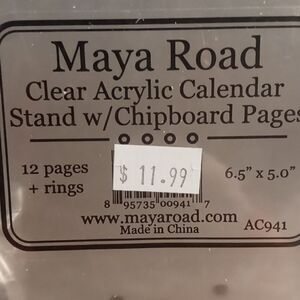 Maya Road
Clear Acrylic Calendar
Stand w/Chipboard Pages
12 pages
+ rings
$ 11.99
6.5" x 5.0"
8 95735 00941 7
www.mayaroad.com
Made in China
AC941